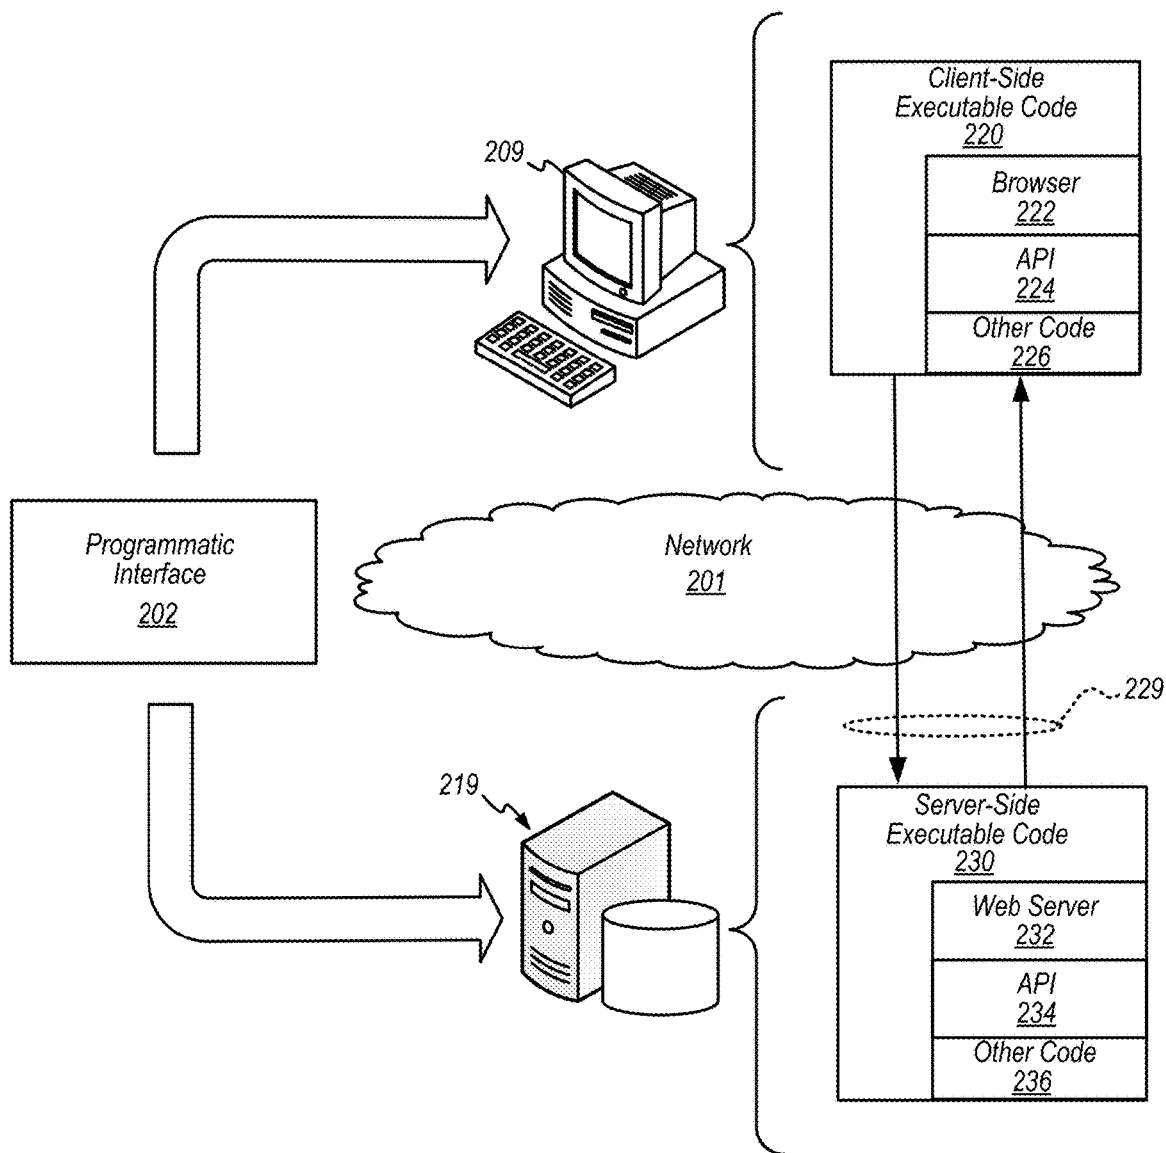 Client-Side
Executable Code
220
Browser
222
API
224
Other Code
226
209
Programmatic
Interface
202
Network
201
229
219
Server-Side
Executable Code
230
Web Server
232
API
234
Other Code
236